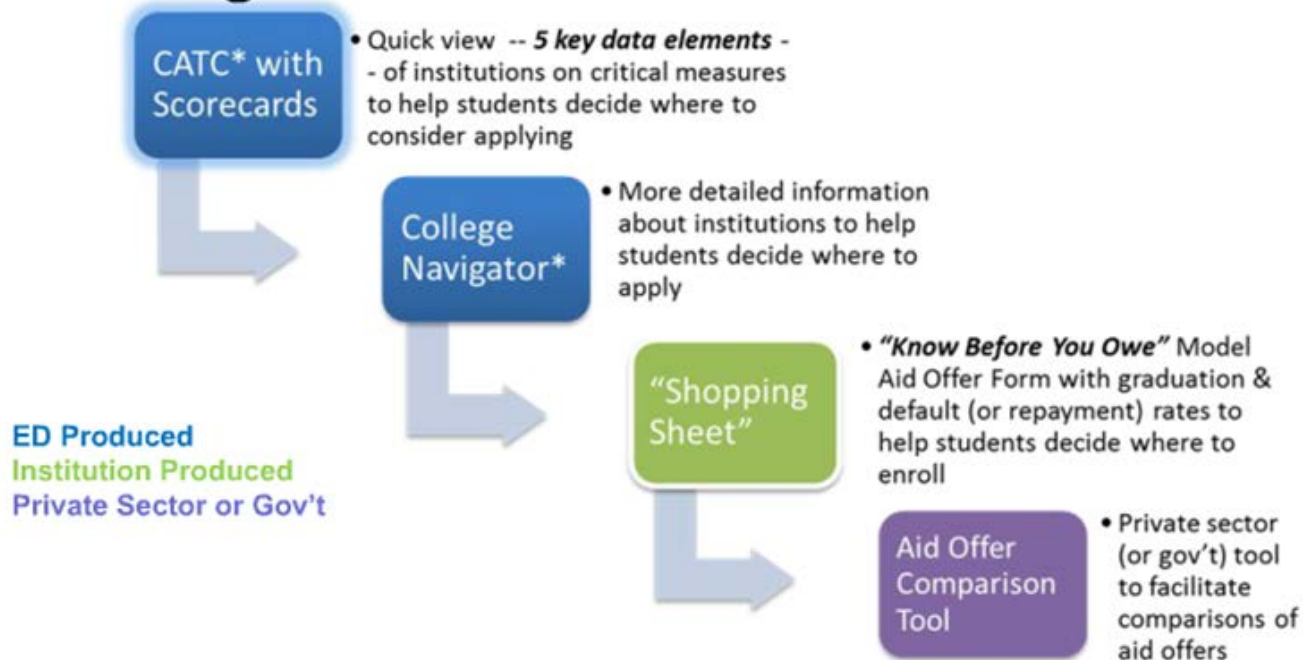 CATC* with
Scorecards
• Quick view -- 5 key data elements -
- of institutions on critical measures
to help students decide where to
consider applying
College
Navigator*
• More detailed information
about institutions to help
students decide where to
apply
"Shopping
Sheet"
• "Know Before You Owe" Model
Aid Offer Form with graduation &
default (or repayment) rates to
help students decide where to
enroll
ED Produced
Institution Produced
Private Sector or Gov't
Aid Offer
Comparison
Tool
• Private sector
(or gov't) tool
to facilitate
comparisons of
aid offers